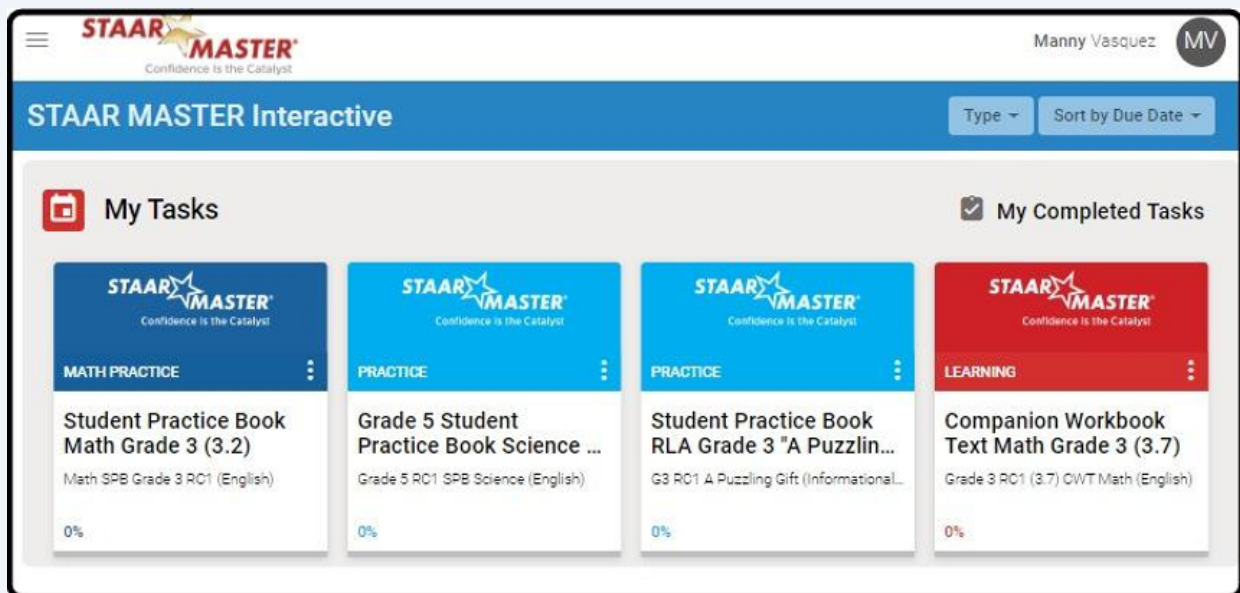 STAAR MASTER®
Confidence is the Catalyst
Manny Vasquez MV
STAAR MASTER Interactive
Type Sort by Due Date
My Tasks
My Completed Tasks
STAAR MASTER®
Confidence is the Catalyst
MATH PRACTICE
Student Practice Book
Math Grade 3 (3.2)
Math SPB Grade 3 RC1 (English)
0%
STAAR MASTER®
Confidence is the Catalyst
PRACTICE
Grade 5 Student
Practice Book Science ...
Grade 5 RC1 SPB Science (English)
0%
STAAR MASTER®
Confidence is the Catalyst
PRACTICE
Student Practice Book
RLA Grade 3 "A Puzzlin...
G3 RC1 A Puzzling Gift (Informational...
0%
STAAR MASTER®
Confidence is the Catalyst
LEARNING
Companion Workbook
Text Math Grade 3 (3.7)
Grade 3 RC1 (3.7) CWT Math (English)
0%